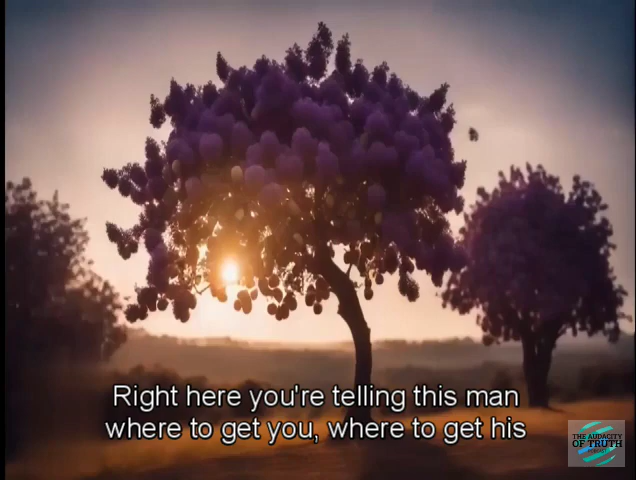 Right here you're telling this man
where to get you, where to get his
THE AUDACITY
OF TRUTH
PODCAST